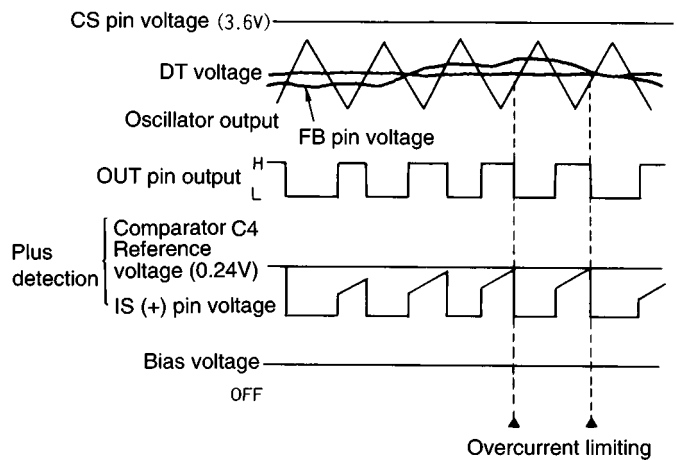 CS pin voltage (3.6V)
DT voltage
Oscillator output
FB pin voltage
OUT pin output
H
L
Plus
detection
Comparator C4
Reference
voltage (0.24V)
IS (+) pin voltage
Bias voltage
OFF
Overcurrent limiting